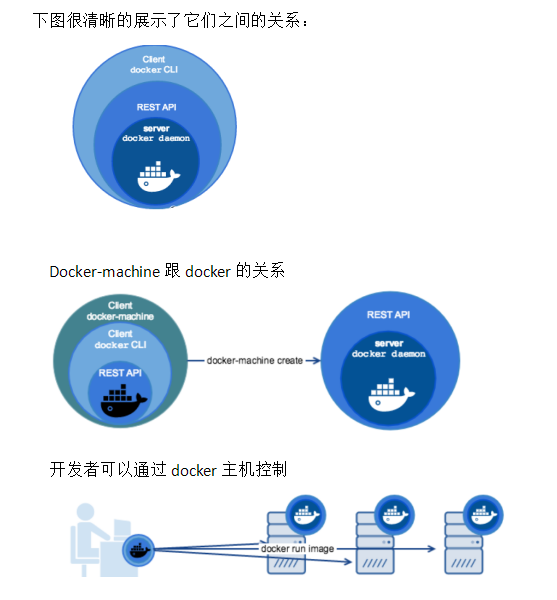 下图很清晰的展示了它们之间的关系：
Client
docker CLI
REST API
server
docker daemon
Docker-machine 跟 docker 的关系
Client
docker-machine
Client
docker CLI
REST API
docker-machine create
REST API
server
docker daemon
开发者可以通过 docker 主机控制
docker run image